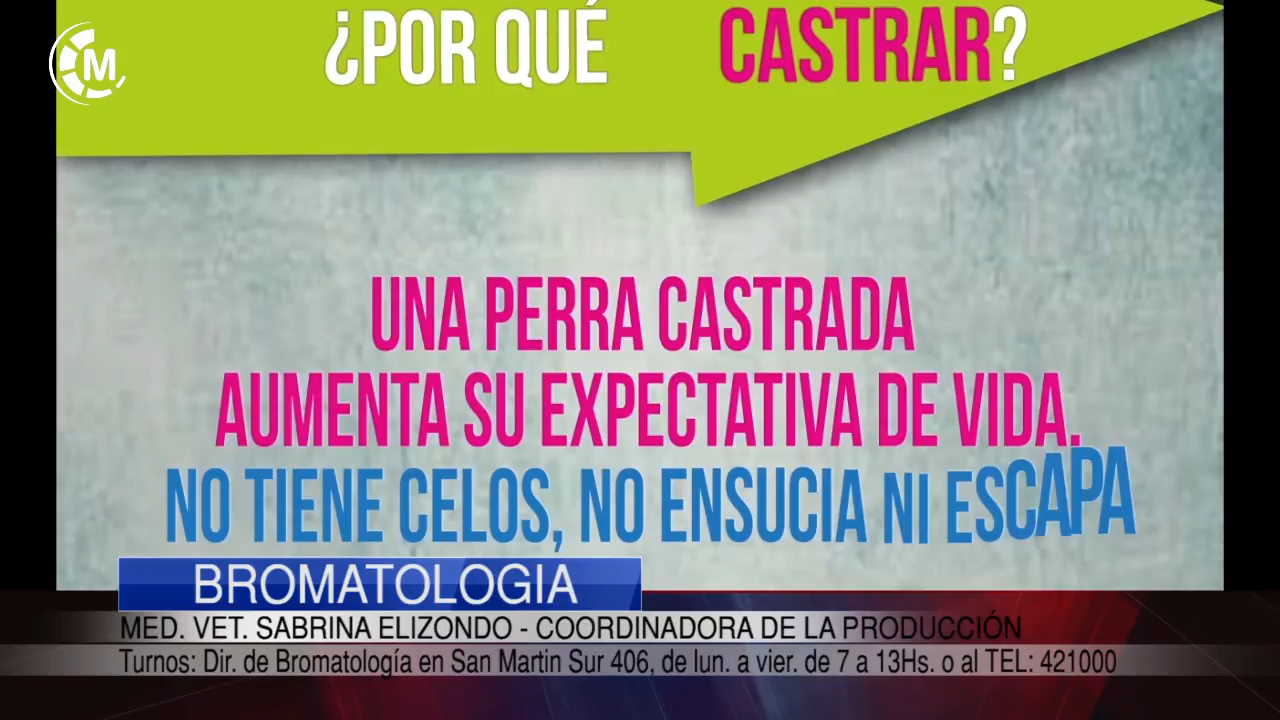 M
¿POR QUÉ CASTRAR?
UNA PERRA CASTRADA
AUMENTA SU EXPECTATIVA DE VIDA.
NO TIENE CELOS, NO ENSUCIA NI ESCAPA
BROMATOLOGIA
MED. VET. SABRINA ELIZONDO - COORDINADORA DE LA PRODUCCIÓN
Turnos: Dir. de Bromatología en San Martin Sur 406, de lun. a vier. de 7 a 13Hs. o al TEL: 421000